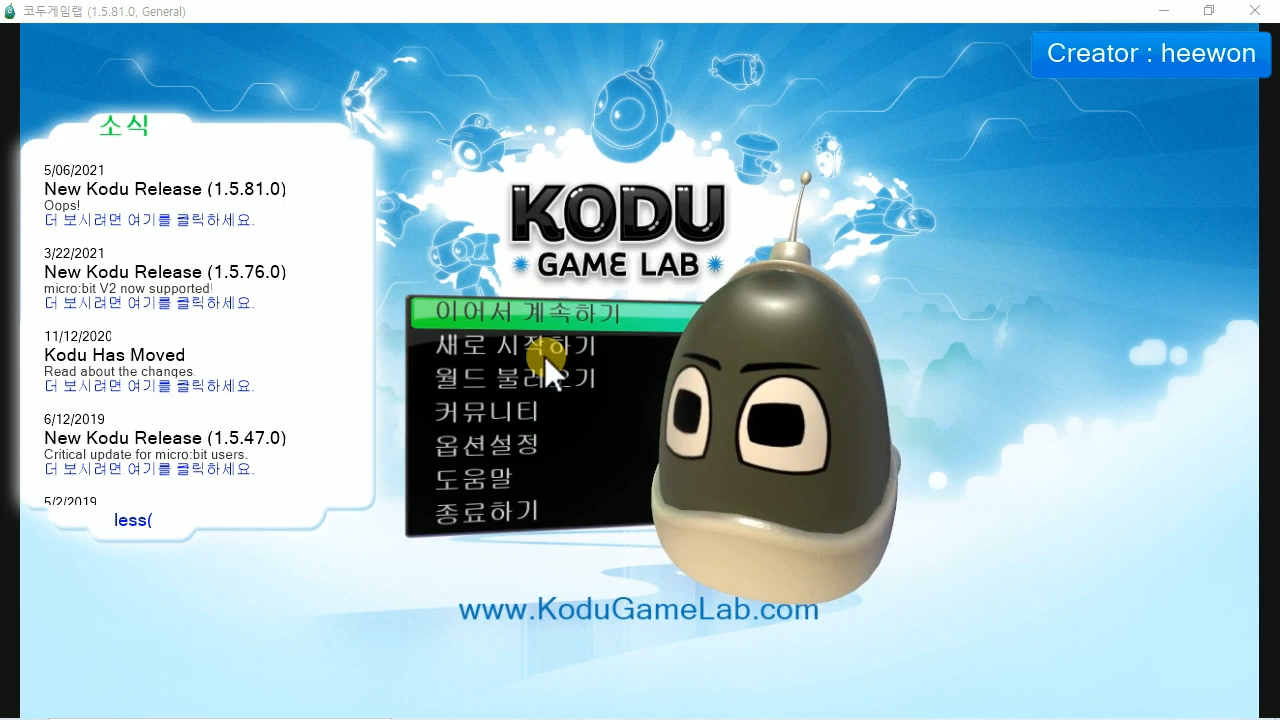 코두게임랩 (1.5.81.0, General)
Creator : heewon
소식
5/06/2021
New Kodu Release (1.5.81.0)
Oops!
더 보시려면 여기를 클릭하세요.
3/22/2021
New Kodu Release (1.5.76.0)
micro:bit V2 now supported!
더 보시려면 여기를 클릭하세요.
11/12/2020
Kodu Has Moved
Read about the changes.
더 보시려면 여기를 클릭하세요.
6/12/2019
New Kodu Release (1.5.47.0)
Critical update for micro:bit users.
더 보시려면 여기를 클릭하세요.
5/2/2019
less(
KODU
GAME LAB
이어서 계속하기
새로 시작하기
월드 불러오기
커뮤니티
옵션설정
도움말
종료하기
www.KoduGameLab.com